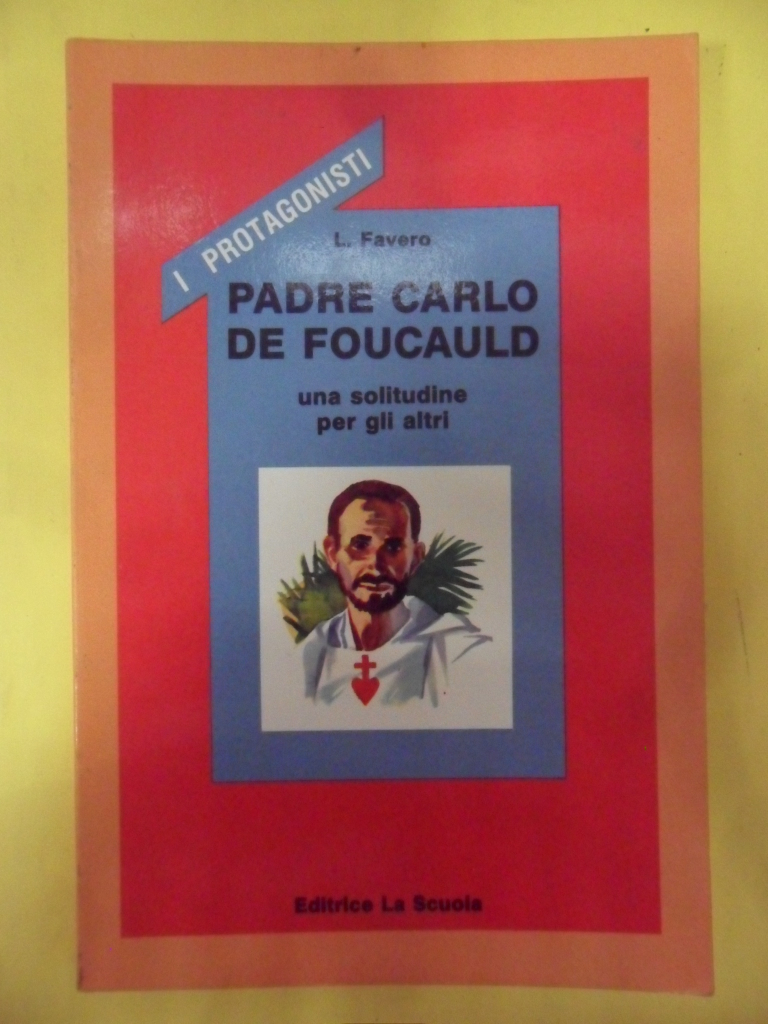 I PROTAGONISTI
L. Favero
PADRE CARLO
DE FOUCAULD
una solitudine
per gli altri
Editrice La Scuola